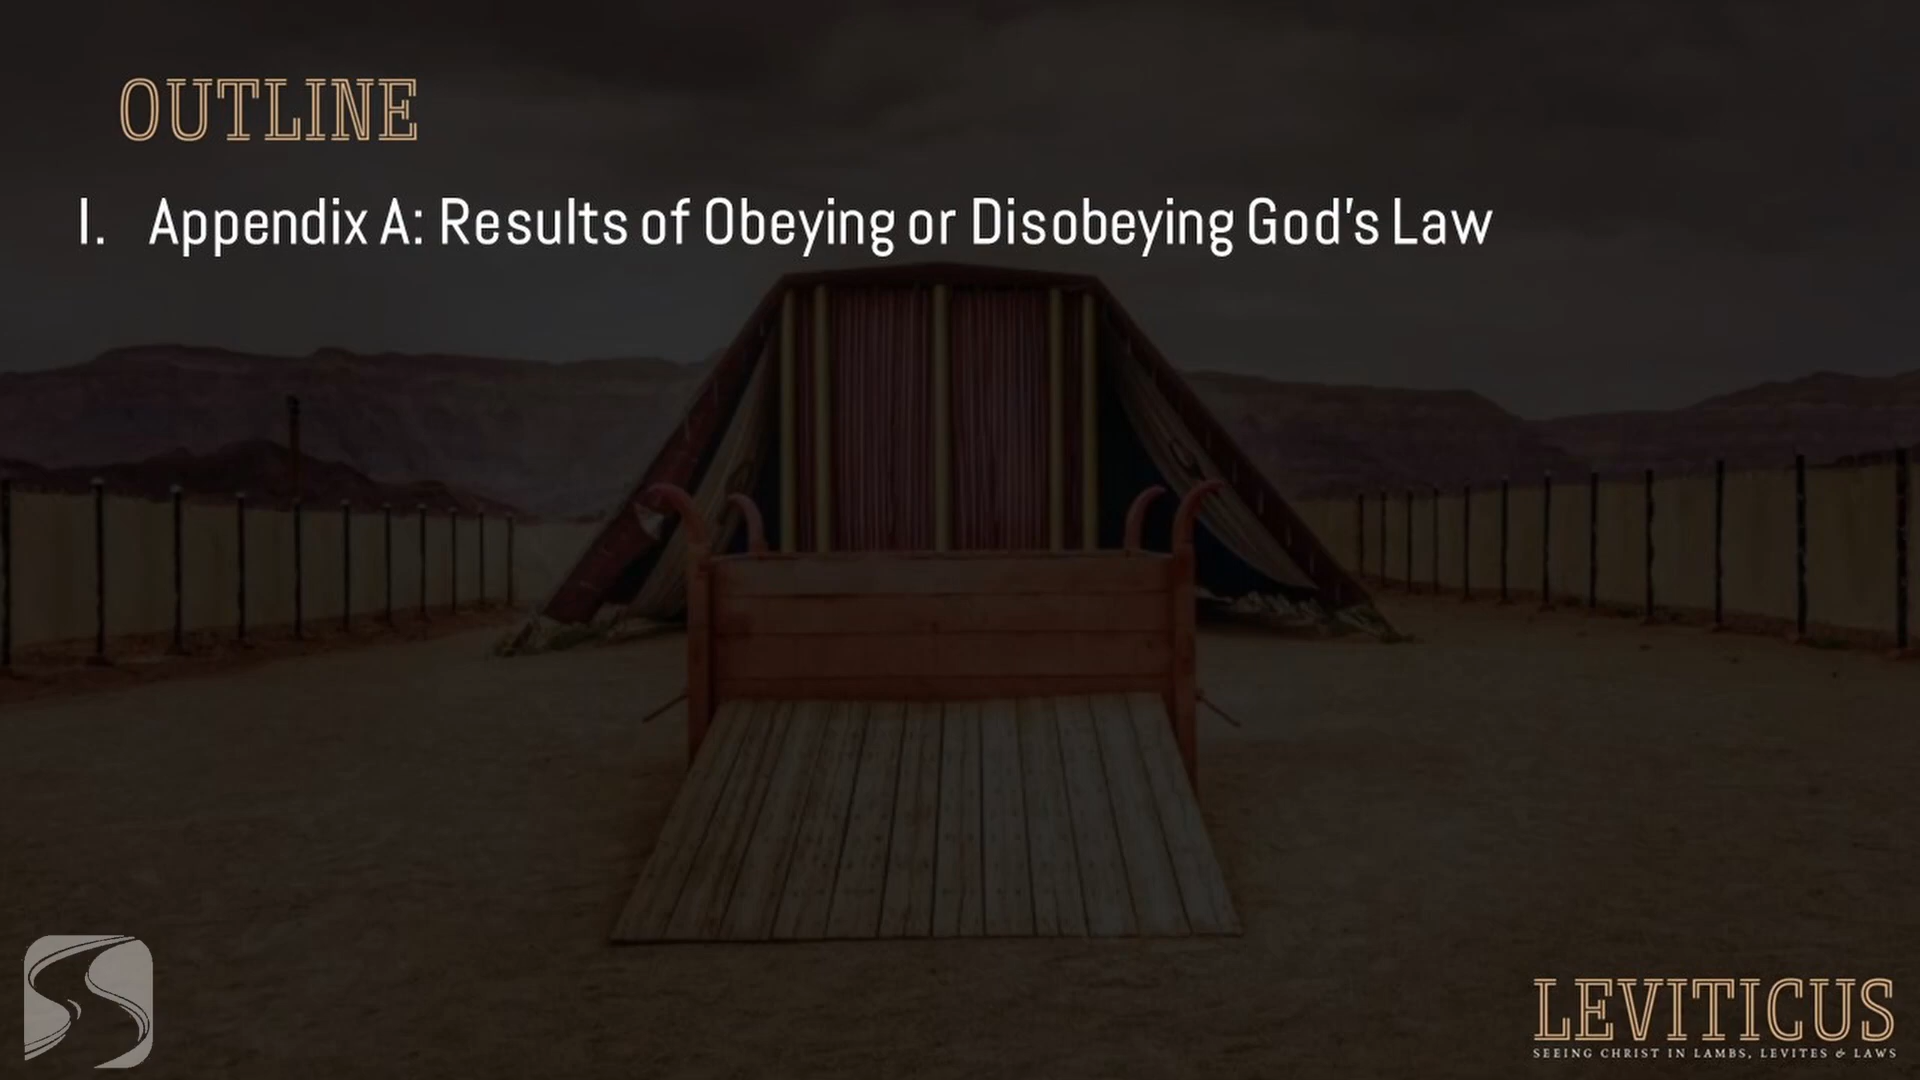 OUTLINE
I. Appendix A: Results of Obeying or Disobeying God's Law
LEVITICUS
SEEING CHRIST IN LAMBS, LEVITES & LAWS